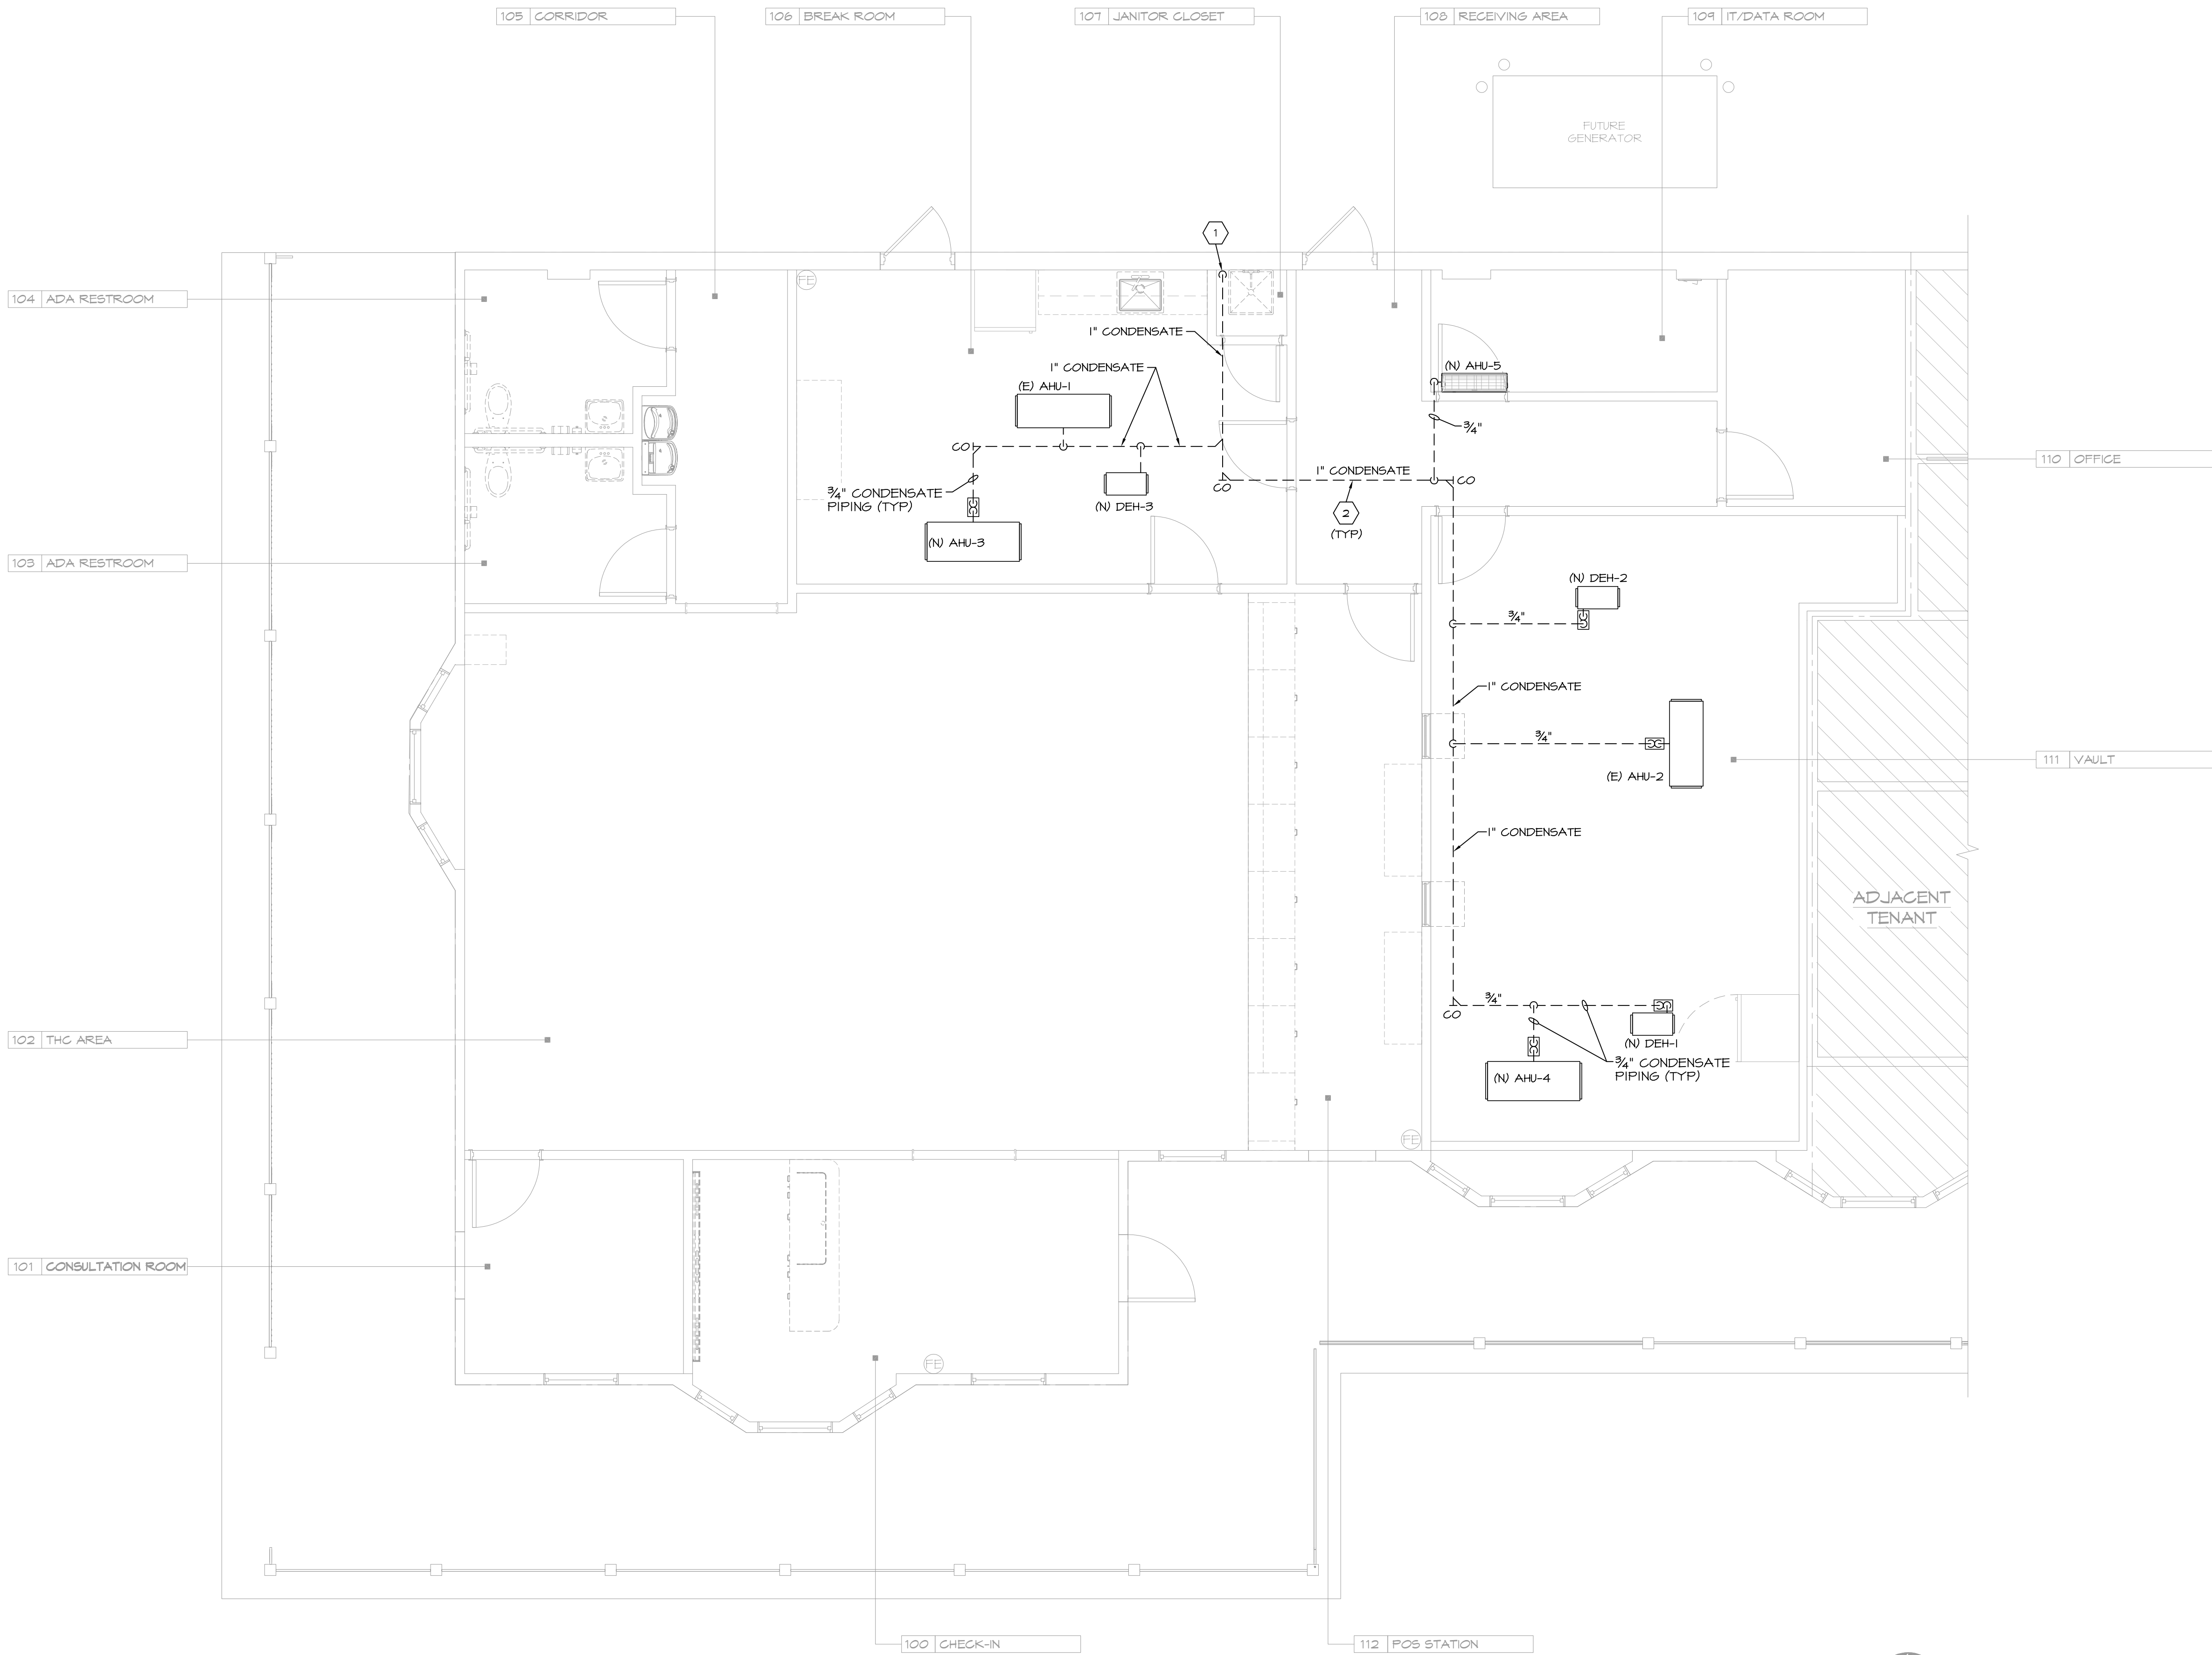 105 CORRIDOR
106 BREAK ROOM
107 JANITOR CLOSET
108 RECEIVING AREA
109 IT/DATA ROOM
FUTURE
GENERATOR
1
104 ADA RESTROOM
FE
1" CONDENSATE
1" CONDENSATE
(E) AHU-1
(N) AHU-5
3/4"
CO
110 OFFICE
1" CONDENSATE
CO
CO
3/4" CONDENSATE
PIPING (TYP)
(N) DEH-3
2
(TYP)
(N) AHU-3
103 ADA RESTROOM
(N) DEH-2
3/4"
1" CONDENSATE
3/4"
111 VAULT
(E) AHU-2
1" CONDENSATE
ADJACENT
TENANT
3/4"
CO
102 THC AREA
(N) DEH-1
3/4" CONDENSATE
PIPING (TYP)
(N) AHU-4
FE
101 CONSULTATION ROOM
FE
100 CHECK-IN
112 POS STATION